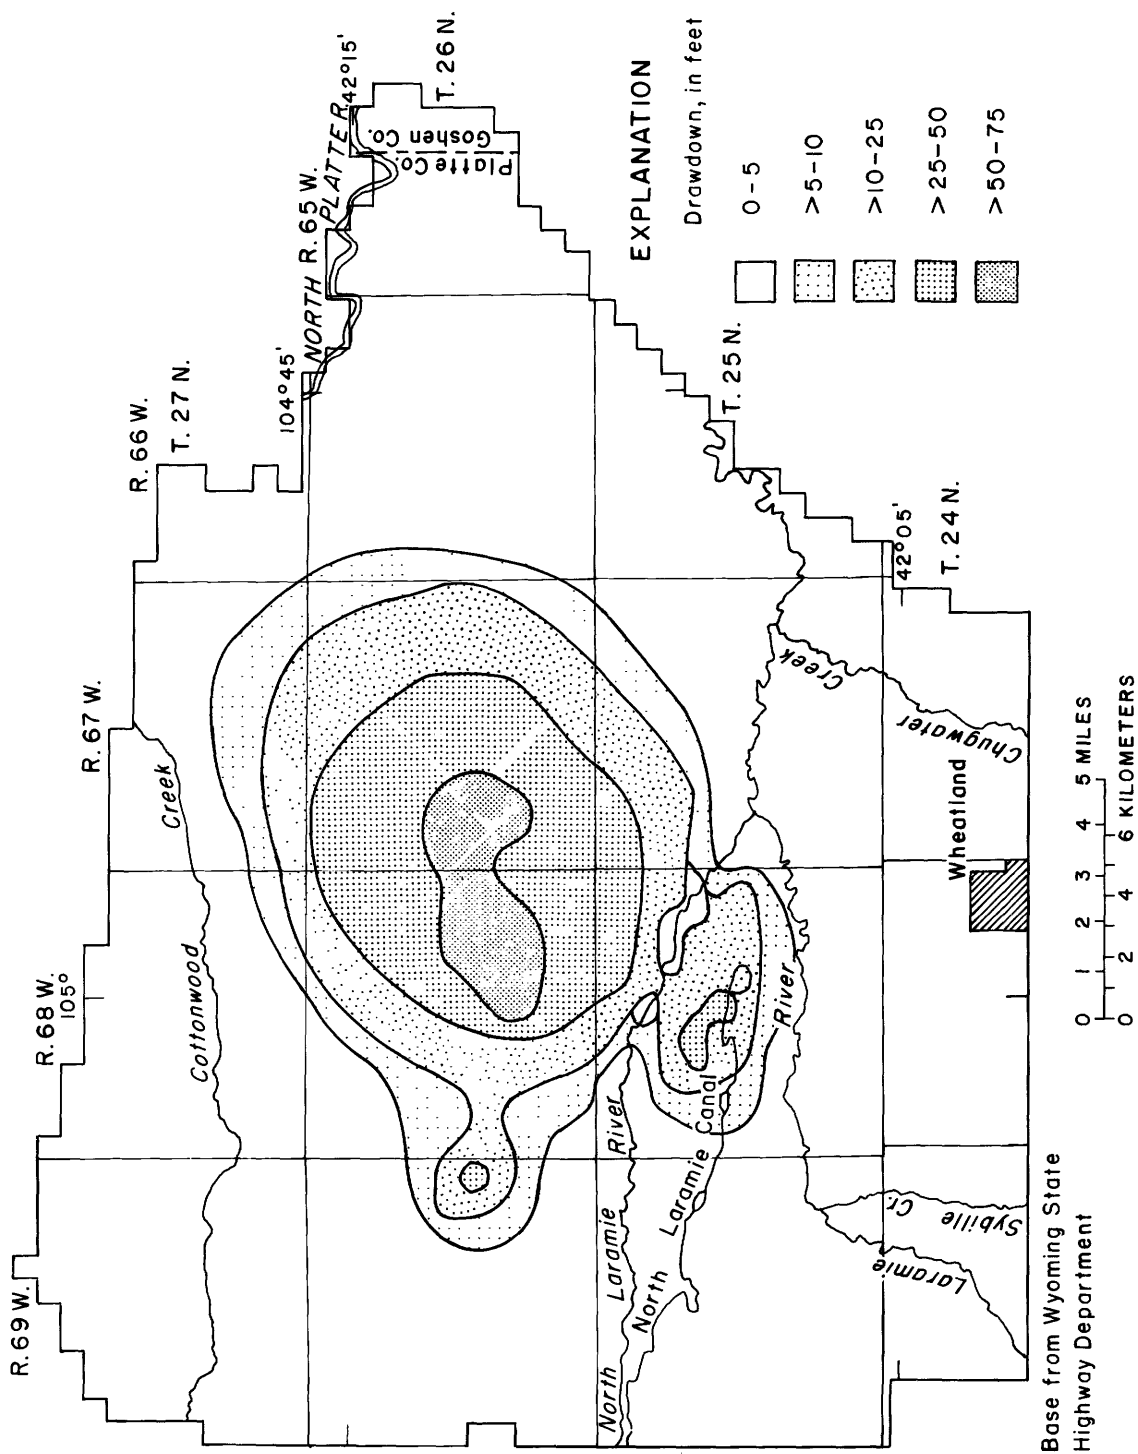 R. 69 W.
R. 68 W.
105°
R. 67 W.
R. 66 W.
T. 27 N.
104°45'
NORTH
R. 65 W.
PLATTE R.
42°15'
T. 26 N.
Platte Co.
Goshen Co.
Cottonwood
Creek
EXPLANATION
Drawdown, in feet
0-5
>5-10
>10-25
>25-50
>50-75
T. 25 N.
42°05'
T. 24 N.
North
Laramie
River
North
Laramie
Canal
River
Laramie
Sybille
Cr.
Creek
Chugwater
Wheatland
0 1 2 3 4 5 MILES
0 2 4 6 KILOMETERS
Base from Wyoming State
Highway Department